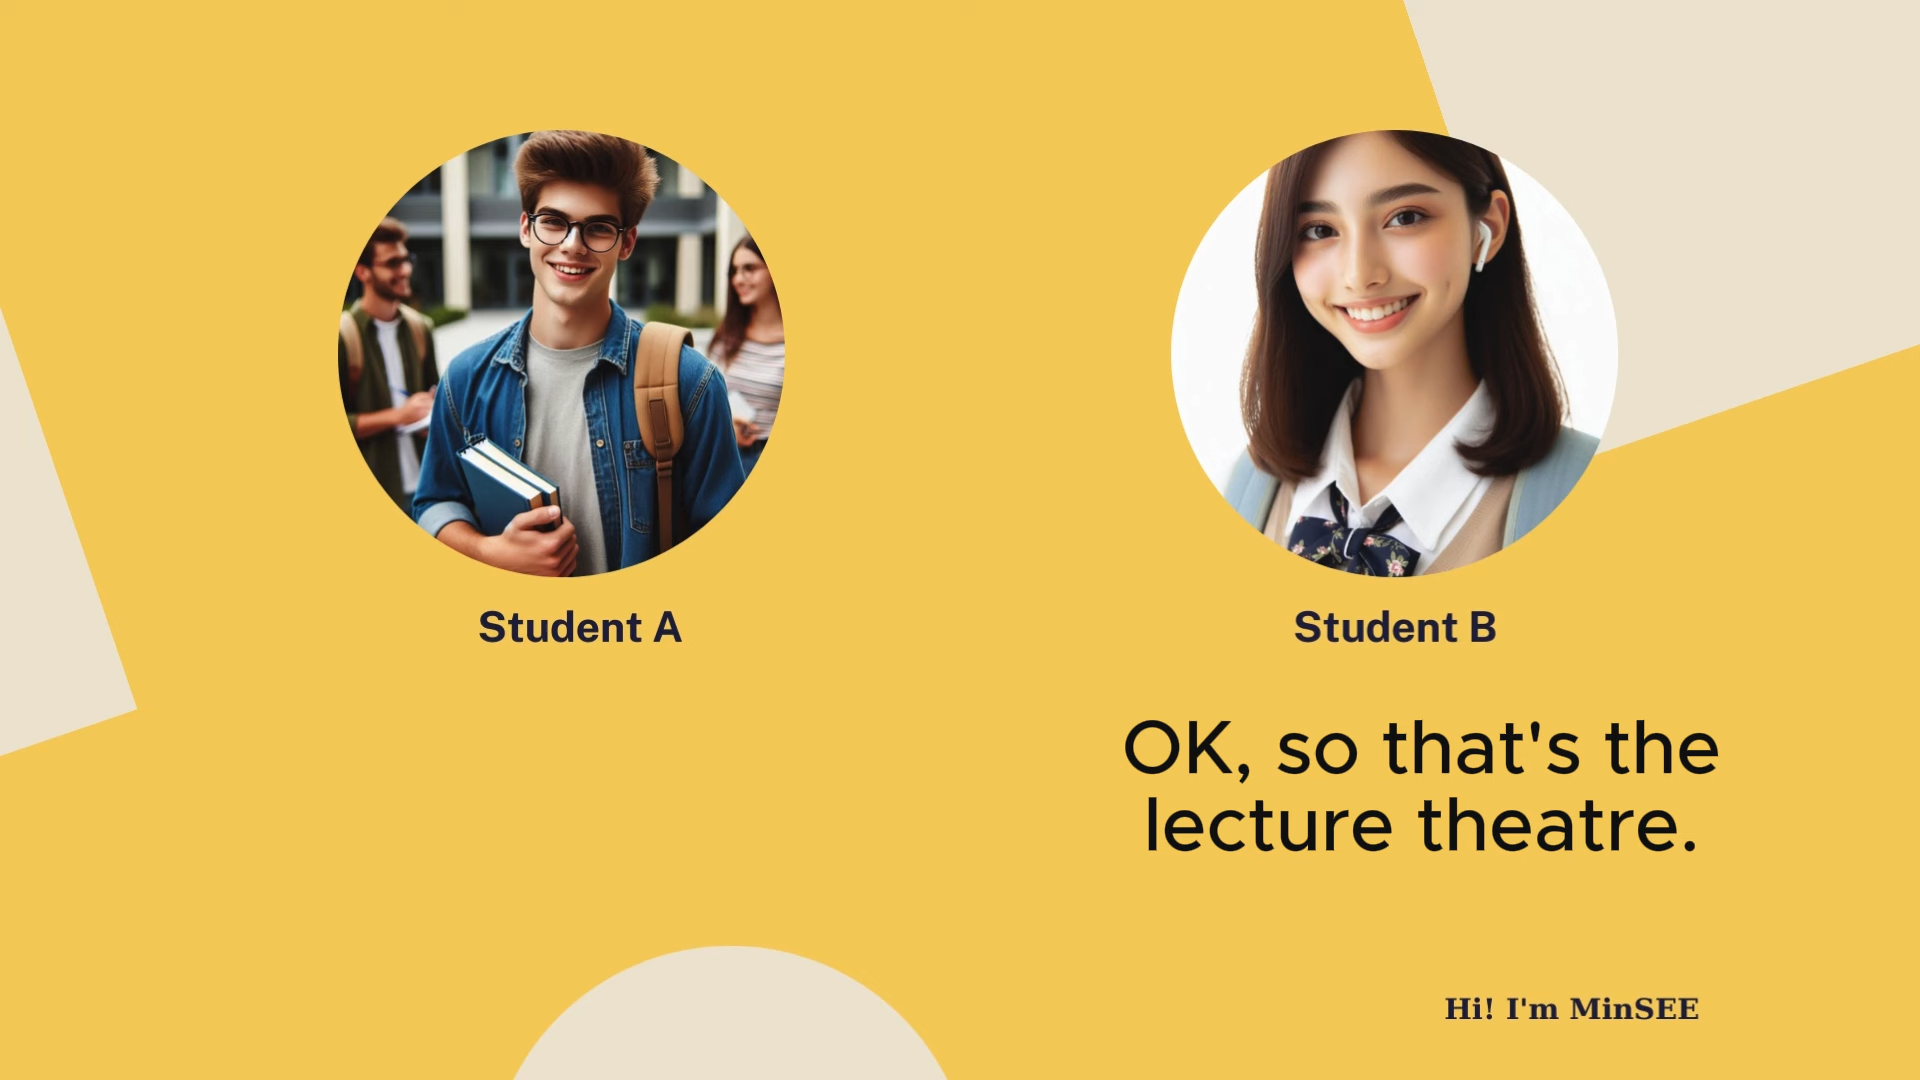 Student A
Student B
OK, so that's the
lecture theatre.
Hi! I'm MinSEE